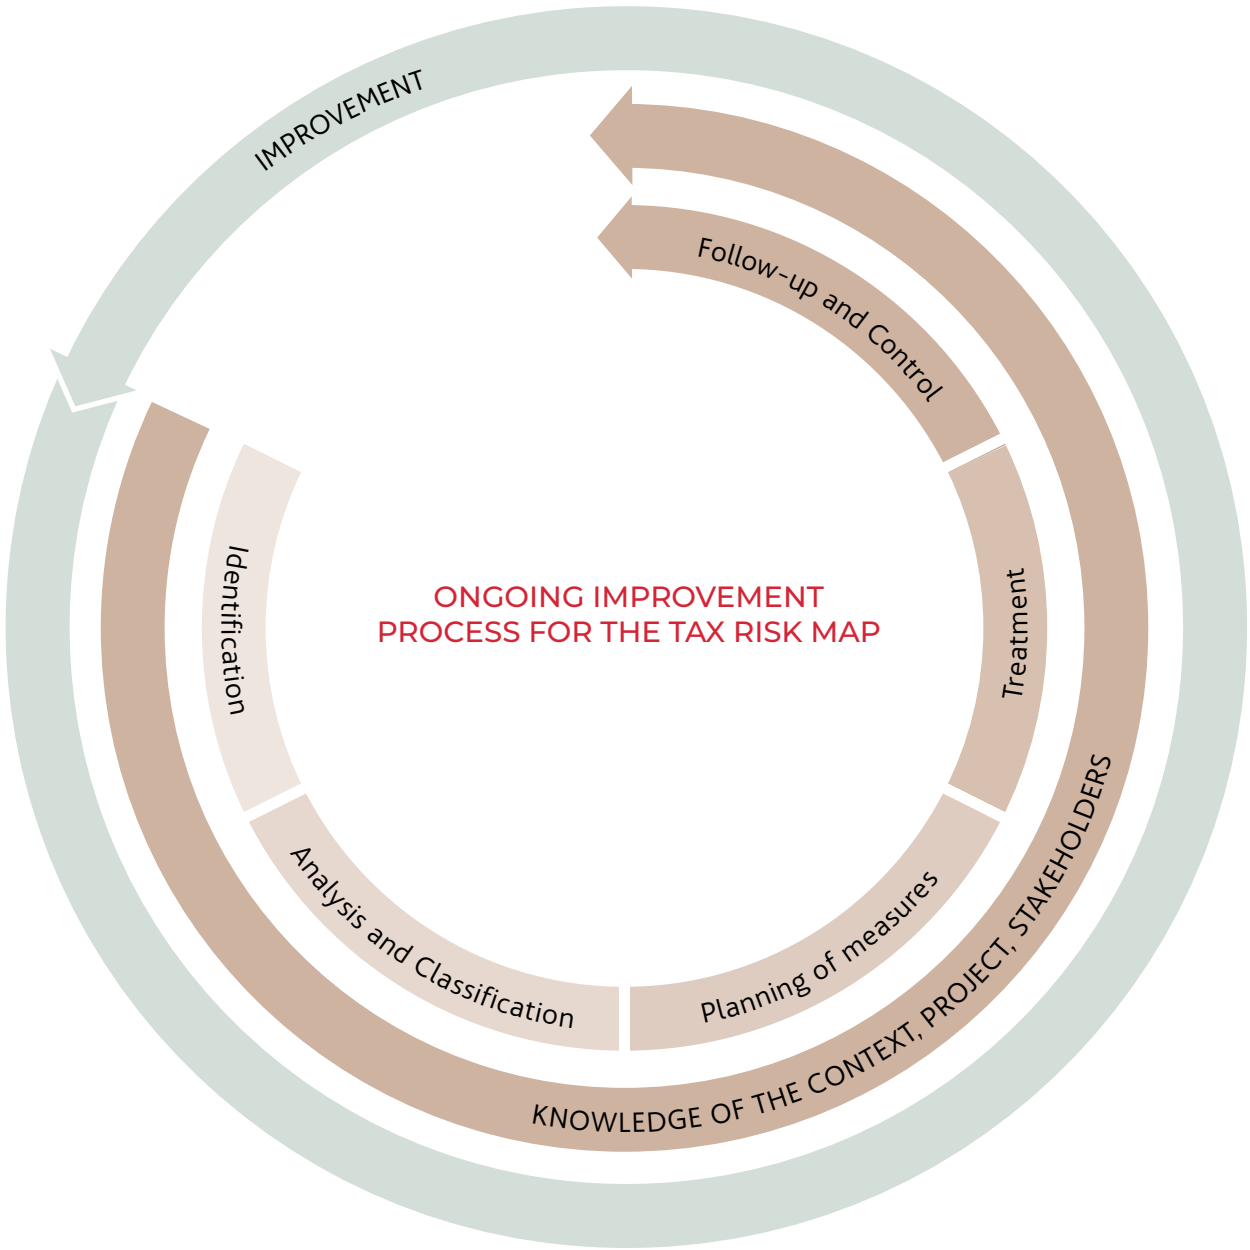 IMPROVEMENT
Follow-up and Control
Treatment
Planning of measures
Analysis and Classification
Identification
KNOWLEDGE OF THE CONTEXT, PROJECT, STAKEHOLDERS
ONGOING IMPROVEMENT
PROCESS FOR THE TAX RISK MAP